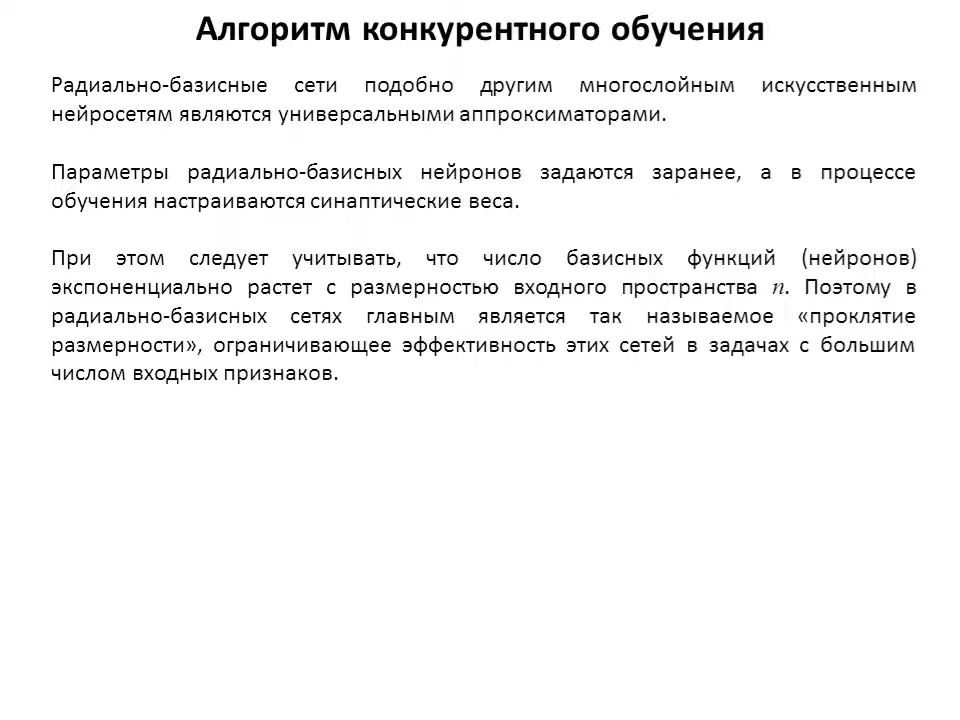 Алгоритм конкурентного обучения
Радиально-базисные сети подобно другим многослойным искусственным
нейросетям являются универсальными аппроксиматорами.
Параметры радиально-базисных нейронов задаются заранее, а в процессе
обучения настраиваются синаптические веса.
При этом следует учитывать, что число базисных функций (нейронов)
экспоненциально растет с размерностью входного пространства n. Поэтому в
радиально-базисных сетях главным является так называемое «проклятие
размерности», ограничивающее эффективность этих сетей в задачах с большим
числом входных признаков.